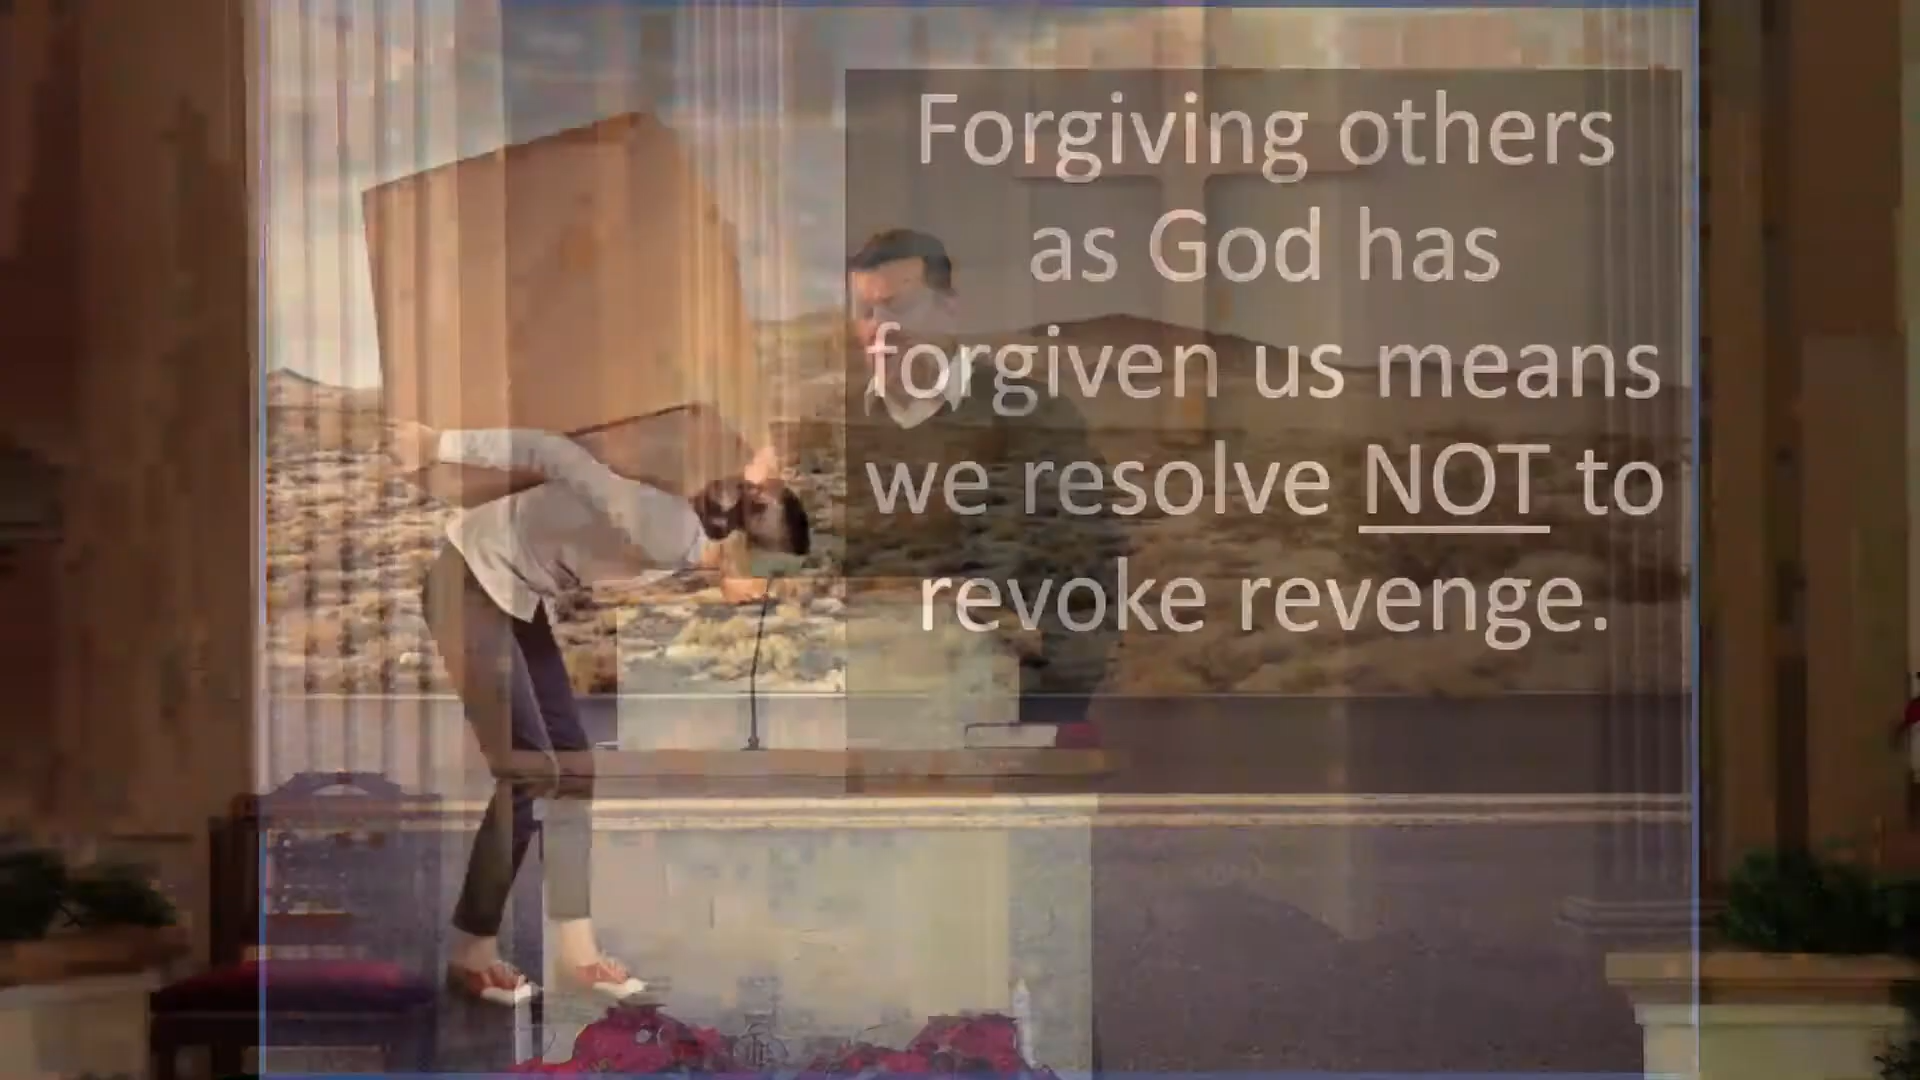 Forgiving others
as God has
forgiven us means
we resolve NOT to
revoke revenge.